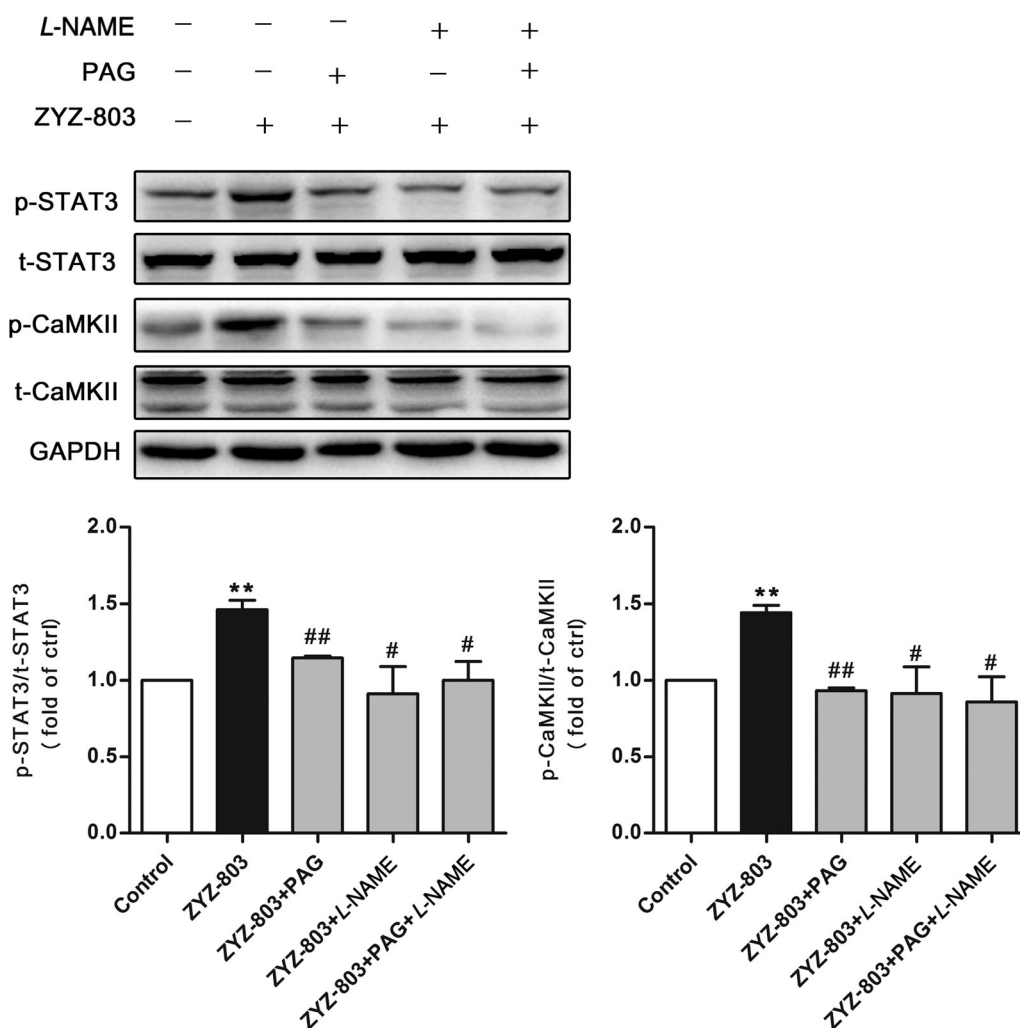 L-NAME − − − + +
PAG − − + − +
ZYZ-803 − + + + +
p-STAT3
t-STAT3
p-CaMKII
t-CaMKII
GAPDH
p-STAT3/t-STAT3
( fold of ctrl)
2.0
1.5
1.0
0.5
0.0
**
##
#
#
Control
ZYZ-803
ZYZ-803+PAG
ZYZ-803+L-NAME
ZYZ-803+PAG+L-NAME
p-CaMKII/t-CaMKII
( fold of ctrl)
2.0
1.5
1.0
0.5
0.0
**
##
#
#
Control
ZYZ-803
ZYZ-803+PAG
ZYZ-803+L-NAME
ZYZ-803+PAG+L-NAME